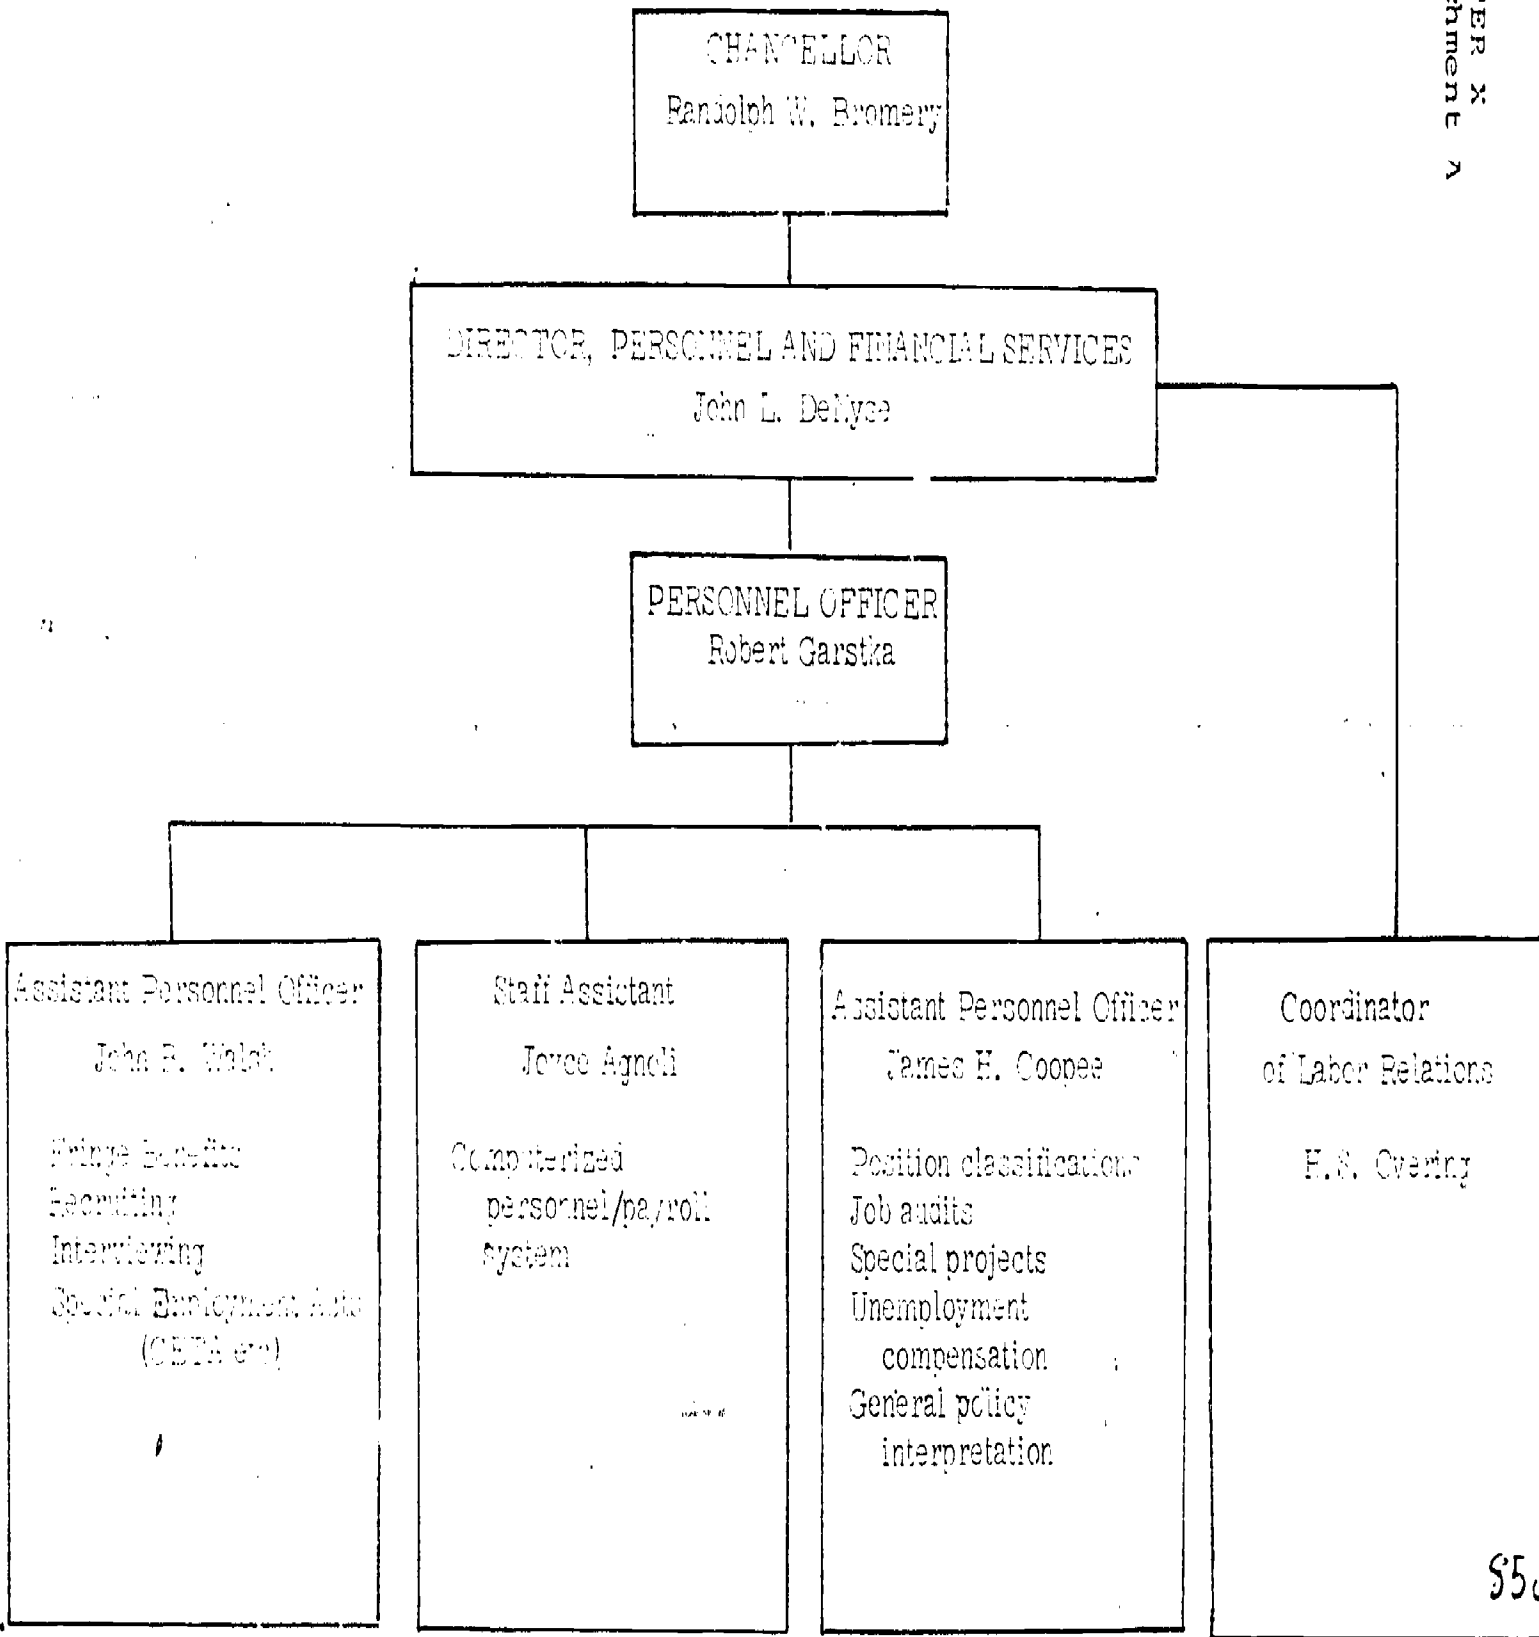 TER X
chment A
CHANCELLOR
Randolph W. Bromery
DIRECTOR, PERSONNEL AND FINANCIAL SERVICES
John L. DeNyse
PERSONNEL OFFICER
Robert Garstka
Assistant Personnel Officer
John B. Walsh
Fringe Benefits
Recruiting
Interviewing
Special Employment Acts
(CETA etc)
Staff Assistant
Joyce Agnoli
Computerized
personnel/payroll
system
Assistant Personnel Officer
James H. Coopee
Position classifications
Job audits
Special projects
Unemployment
compensation
General policy
interpretation
Coordinator
of Labor Relations
H.S. Overing